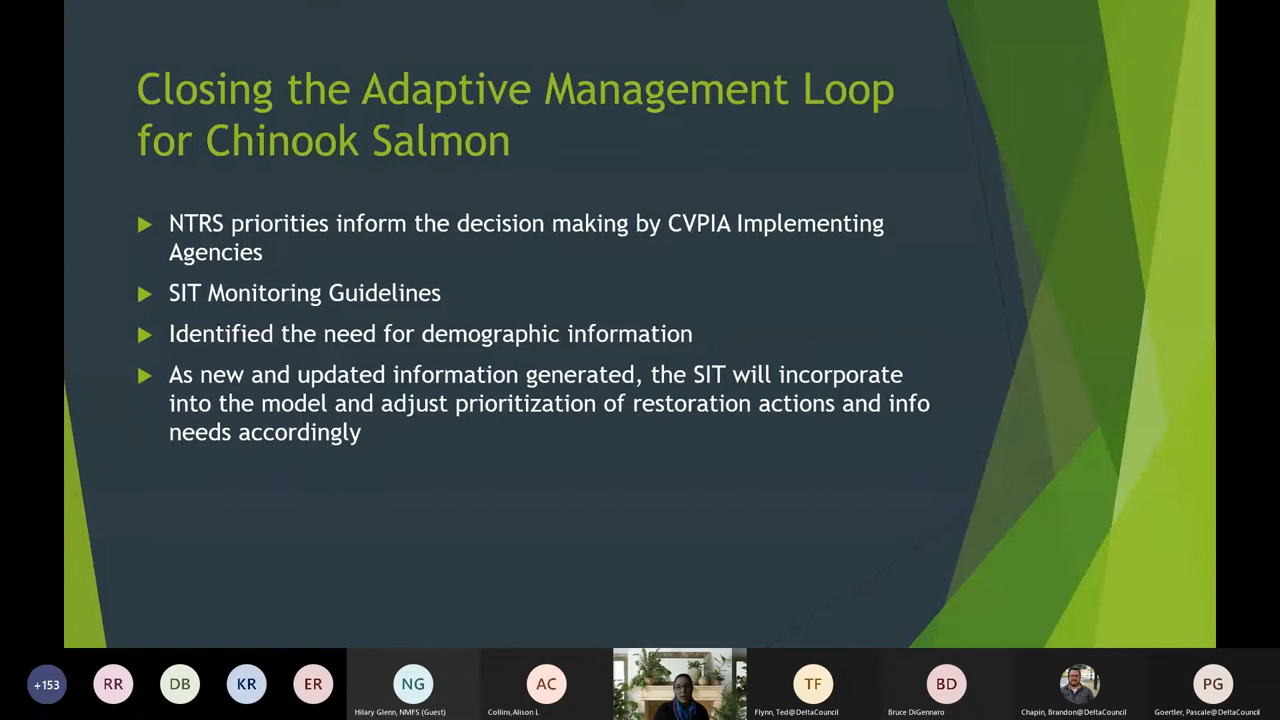 Closing the Adaptive Management Loop
for Chinook Salmon
NTRS priorities inform the decision making by CVPIA Implementing
Agencies
SIT Monitoring Guidelines
Identified the need for demographic information
As new and updated information generated, the SIT will incorporate
into the model and adjust prioritization of restoration actions and info
needs accordingly
+153
RR
DB
KR
ER
NG
AC
TF
BD
PG
Hilary Glenn, NMFS (Guest)
Collins,Alison L
Flynn, Ted@DeltaCouncil
Bruce DiGennaro
Chapin, Brandon@DeltaCouncil
Goertler, Pascale@DeltaCouncil